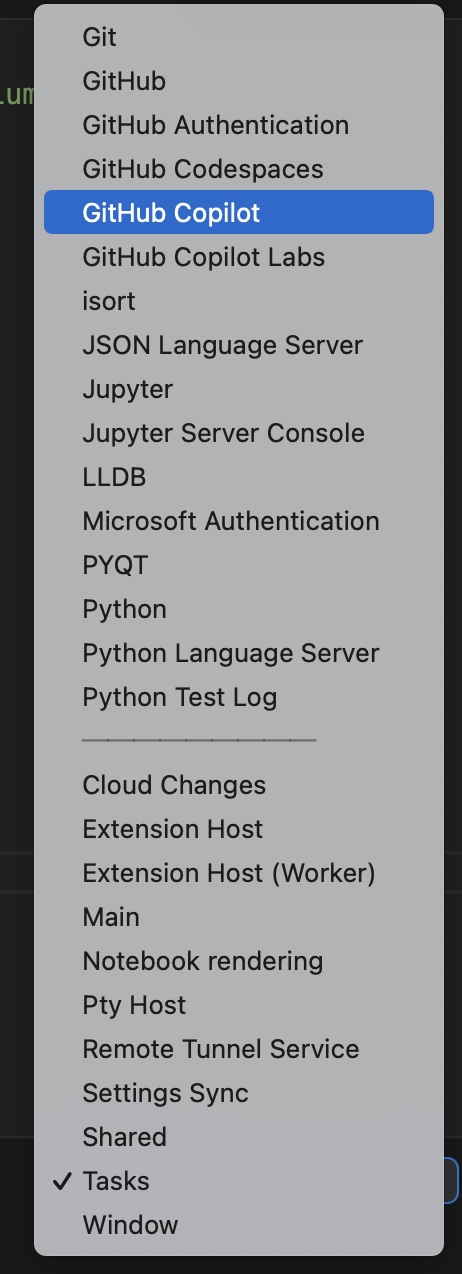 Git
GitHub
GitHub Authentication
GitHub Codespaces
GitHub Copilot
GitHub Copilot Labs
isort
JSON Language Server
Jupyter
Jupyter Server Console
LLDB
Microsoft Authentication
PYQT
Python
Python Language Server
Python Test Log
Cloud Changes
Extension Host
Extension Host (Worker)
Main
Notebook rendering
Pty Host
Remote Tunnel Service
Settings Sync
Shared
✓ Tasks
Window